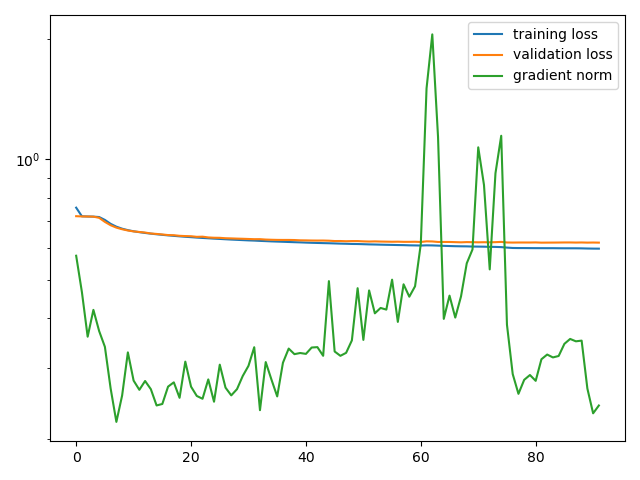 training loss
validation loss
gradient norm
10⁰
0 20 40 60 80